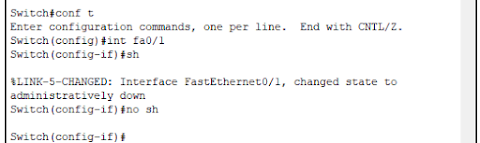 Switch#conf t
Enter configuration commands, one per line.  End with CNTL/Z.
Switch(config)#int fa0/1
Switch(config-if)#sh

%LINK-5-CHANGED: Interface FastEthernet0/1, changed state to
administratively down
Switch(config-if)#no sh

Switch(config-if)#